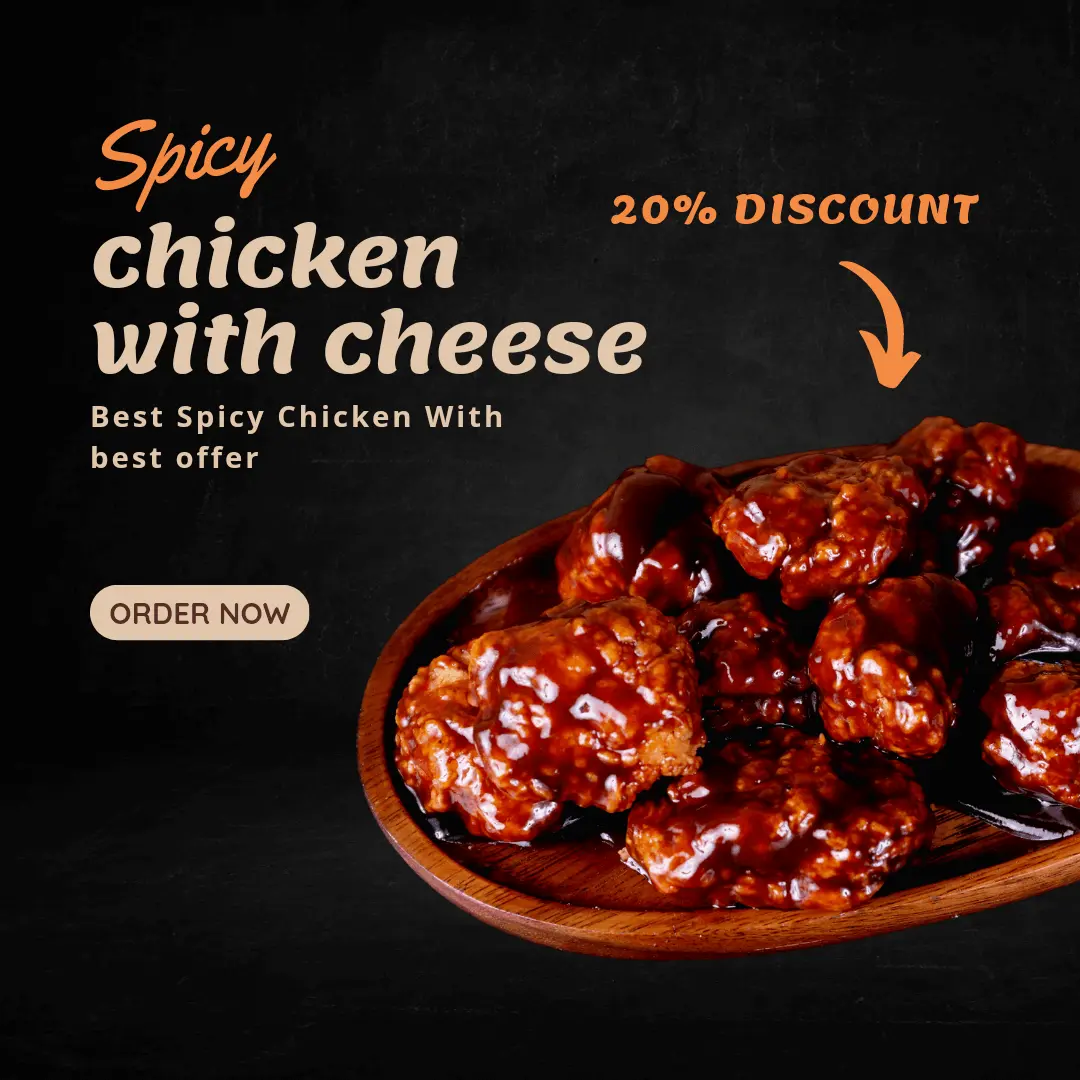 Spicy
chicken
with cheese
20% DISCOUNT
Best Spicy Chicken With
best offer
ORDER NOW